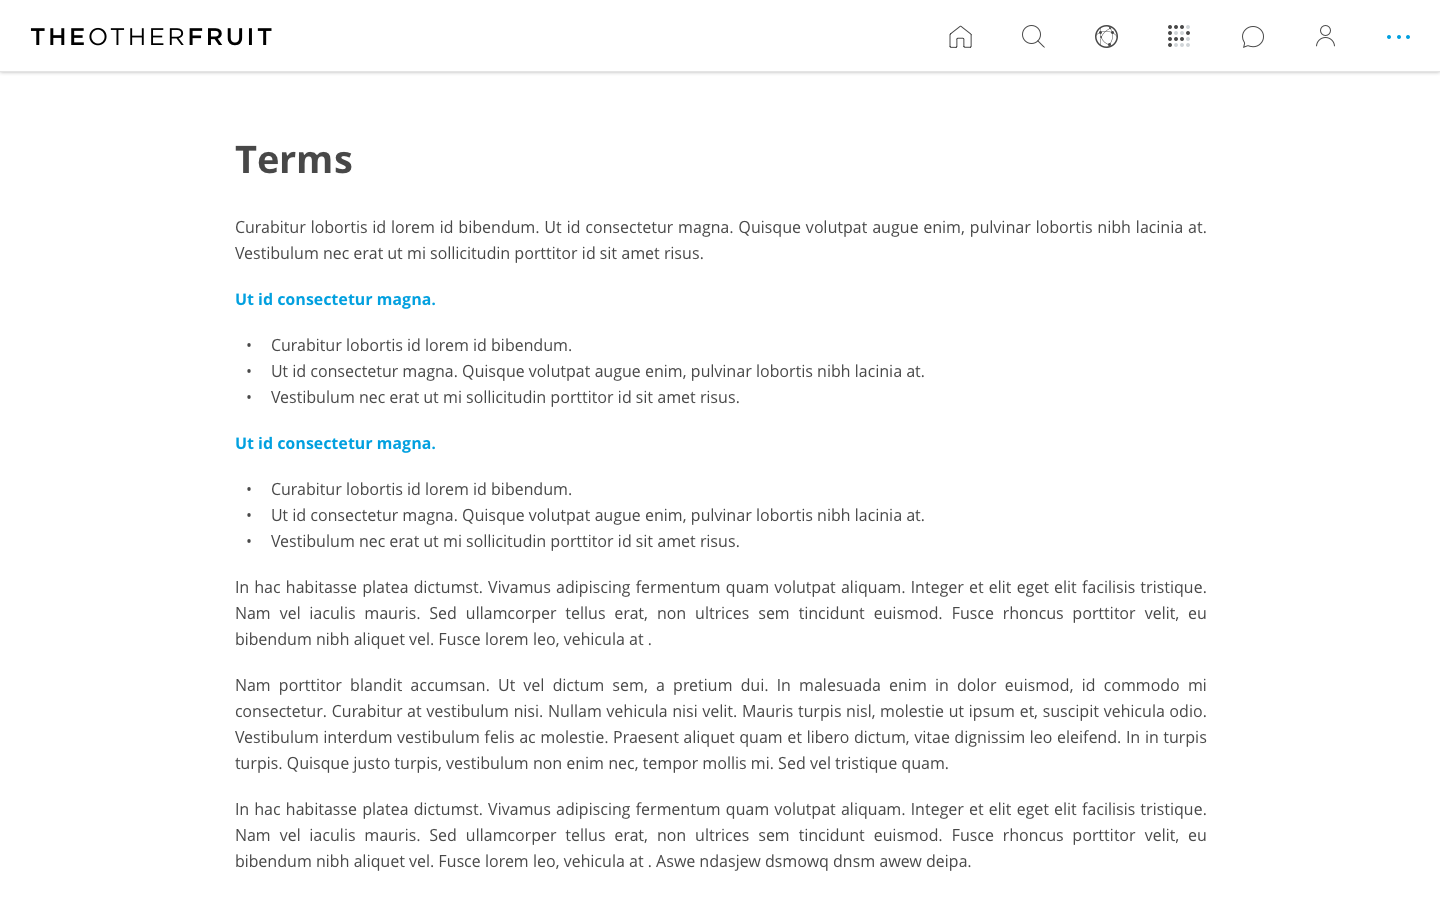 THEOTHERFRUIT
Terms
Curabitur lobortis id lorem id bibendum. Ut id consectetur magna. Quisque volutpat augue enim, pulvinar lobortis nibh lacinia at.
Vestibulum nec erat ut mi sollicitudin porttitor id sit amet risus.
Ut id consectetur magna.
• Curabitur lobortis id lorem id bibendum.
• Ut id consectetur magna. Quisque volutpat augue enim, pulvinar lobortis nibh lacinia at.
• Vestibulum nec erat ut mi sollicitudin porttitor id sit amet risus.
Ut id consectetur magna.
• Curabitur lobortis id lorem id bibendum.
• Ut id consectetur magna. Quisque volutpat augue enim, pulvinar lobortis nibh lacinia at.
• Vestibulum nec erat ut mi sollicitudin porttitor id sit amet risus.
In hac habitasse platea dictumst. Vivamus adipiscing fermentum quam volutpat aliquam. Integer et elit eget elit facilisis tristique.
Nam vel iaculis mauris. Sed ullamcorper tellus erat, non ultrices sem tincidunt euismod. Fusce rhoncus porttitor velit, eu
bibendum nibh aliquet vel. Fusce lorem leo, vehicula at .
Nam porttitor blandit accumsan. Ut vel dictum sem, a pretium dui. In malesuada enim in dolor euismod, id commodo mi
consectetur. Curabitur at vestibulum nisi. Nullam vehicula nisi velit. Mauris turpis nisl, molestie ut ipsum et, suscipit vehicula odio.
Vestibulum interdum vestibulum felis ac molestie. Praesent aliquet quam et libero dictum, vitae dignissim leo eleifend. In in turpis
turpis. Quisque justo turpis, vestibulum non enim nec, tempor mollis mi. Sed vel tristique quam.
In hac habitasse platea dictumst. Vivamus adipiscing fermentum quam volutpat aliquam. Integer et elit eget elit facilisis tristique.
Nam vel iaculis mauris. Sed ullamcorper tellus erat, non ultrices sem tincidunt euismod. Fusce rhoncus porttitor velit, eu
bibendum nibh aliquet vel. Fusce lorem leo, vehicula at . Aswe ndasjew dsmowq dnsm awew deipa.